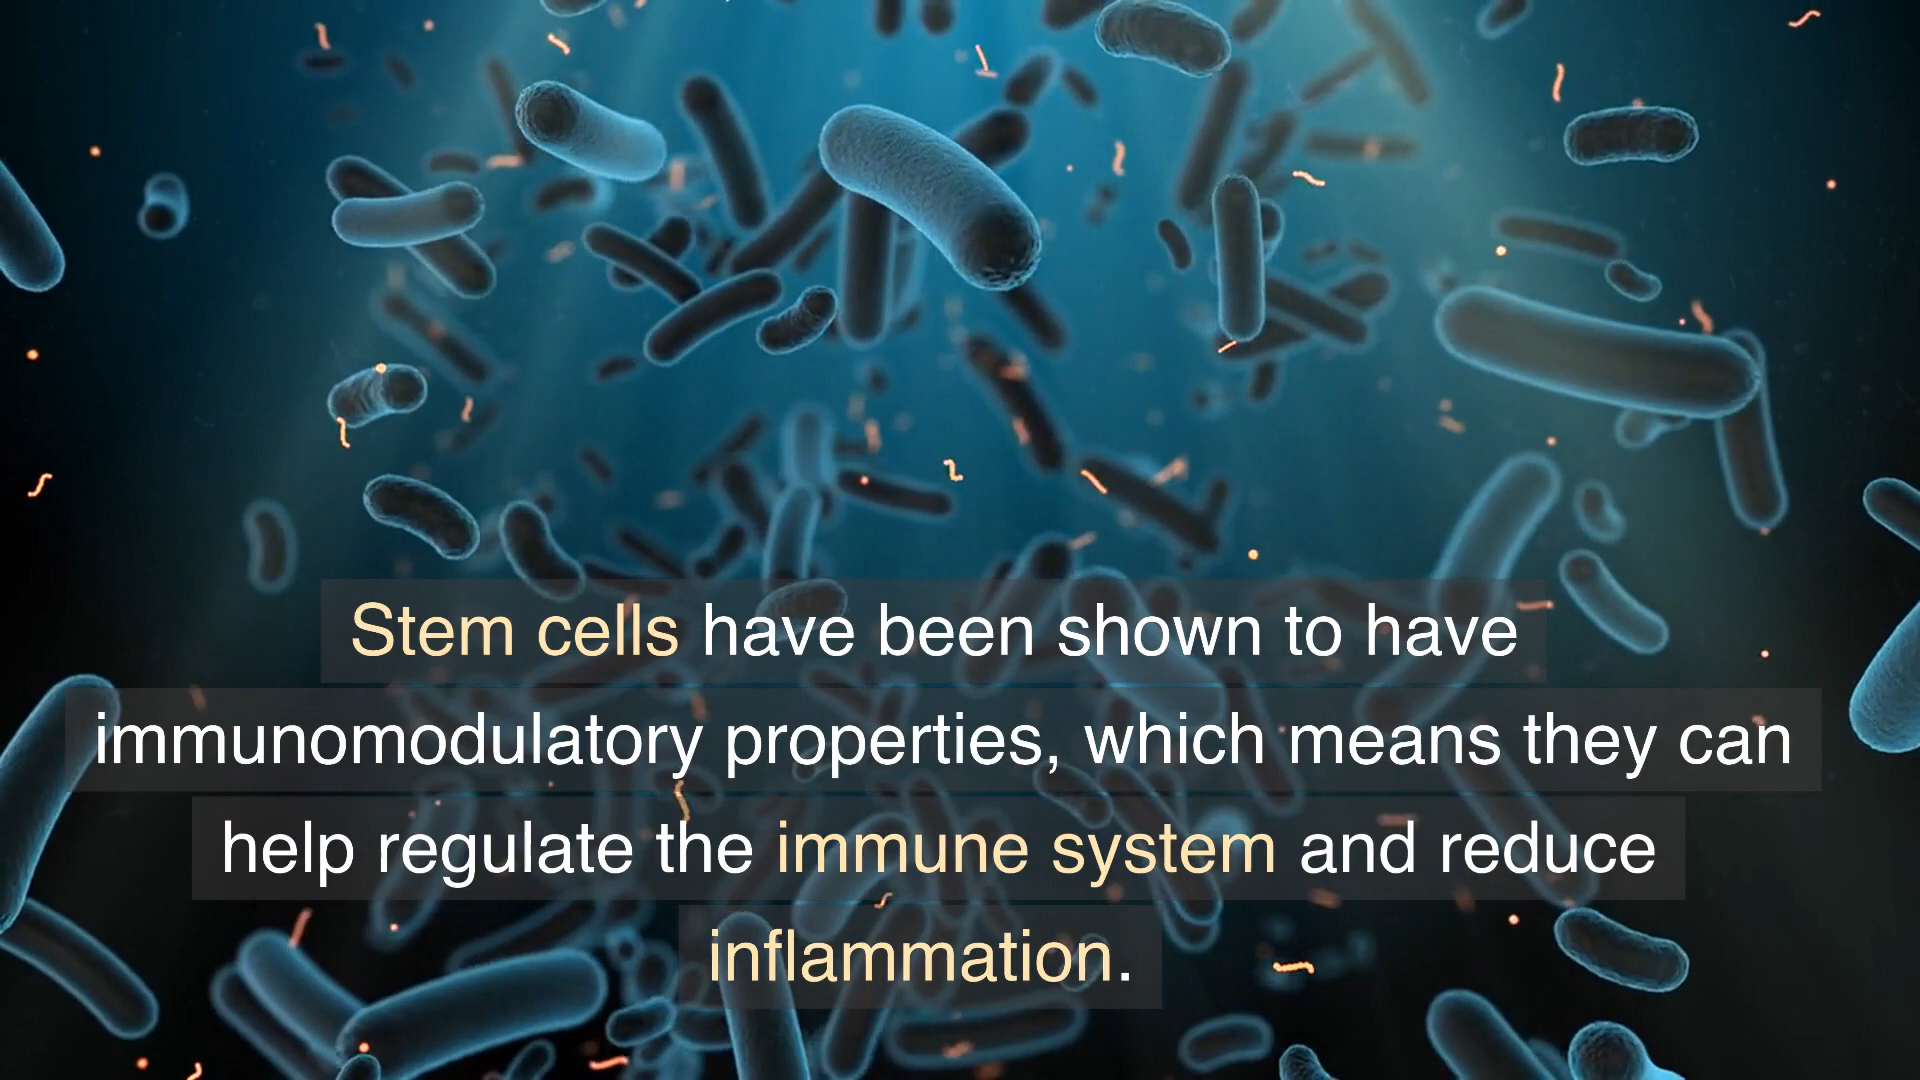 Stem cells have been shown to have
immunomodulatory properties, which means they can
help regulate the immune system and reduce
inflammation.